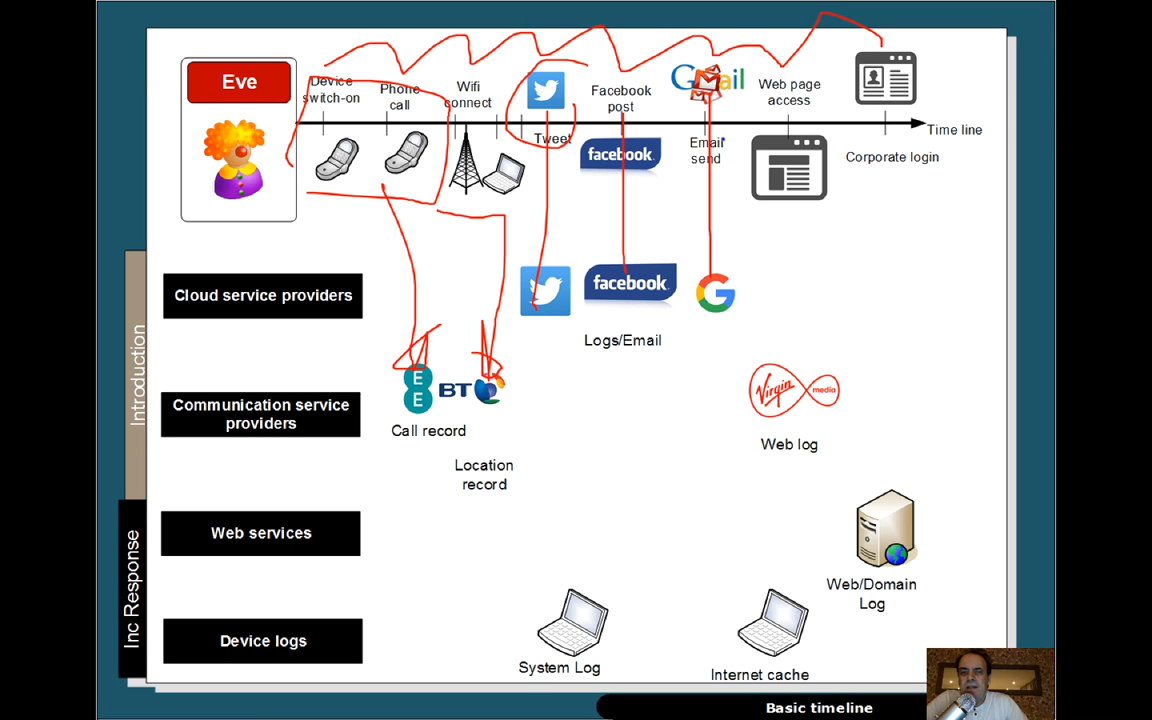 Eve
Device
switch-on
Phone
call
Wifi
connect
Tweet
Facebook
post
facebook
Gmail
Email
send
Web page
access
Corporate login
Time line
Cloud service providers
facebook
G
Logs/Email
Communication service
providers
EE
BT
Call record
Location
record
Virgin
media
Web log
Web services
Web/Domain
Log
Device logs
System Log
Internet cache
Introduction
Inc Response
Basic timeline